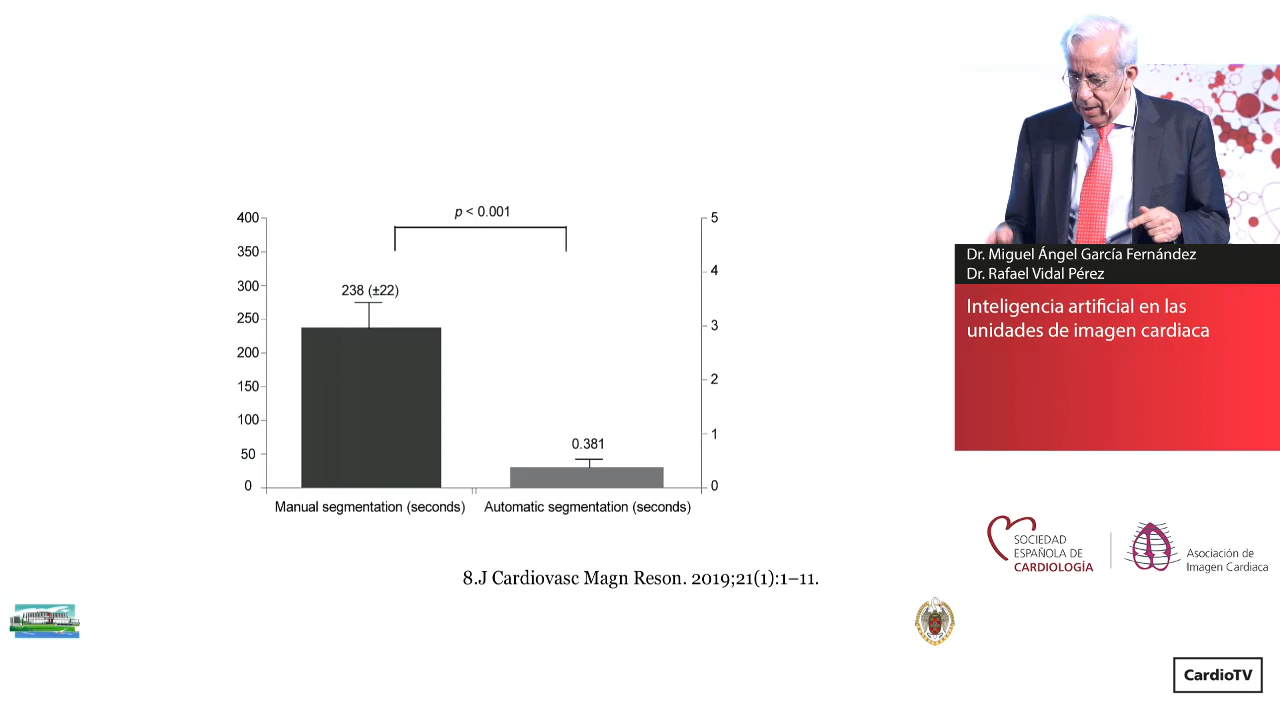 p < 0.001
400
350
300
250
200
150
100
50
0
238 (±22)
0.381
5
4
3
2
1
0
Manual segmentation (seconds)
Automatic segmentation (seconds)
8.J Cardiovasc Magn Reson. 2019;21(1):1–11.
Dr. Miguel Ángel García Fernández
Dr. Rafael Vidal Pérez
Inteligencia artificial en las
unidades de imagen cardiaca
SOCIEDAD
ESPAÑOLA DE
CARDIOLOGÍA
Asociación de
Imagen Cardiaca
CardioTV